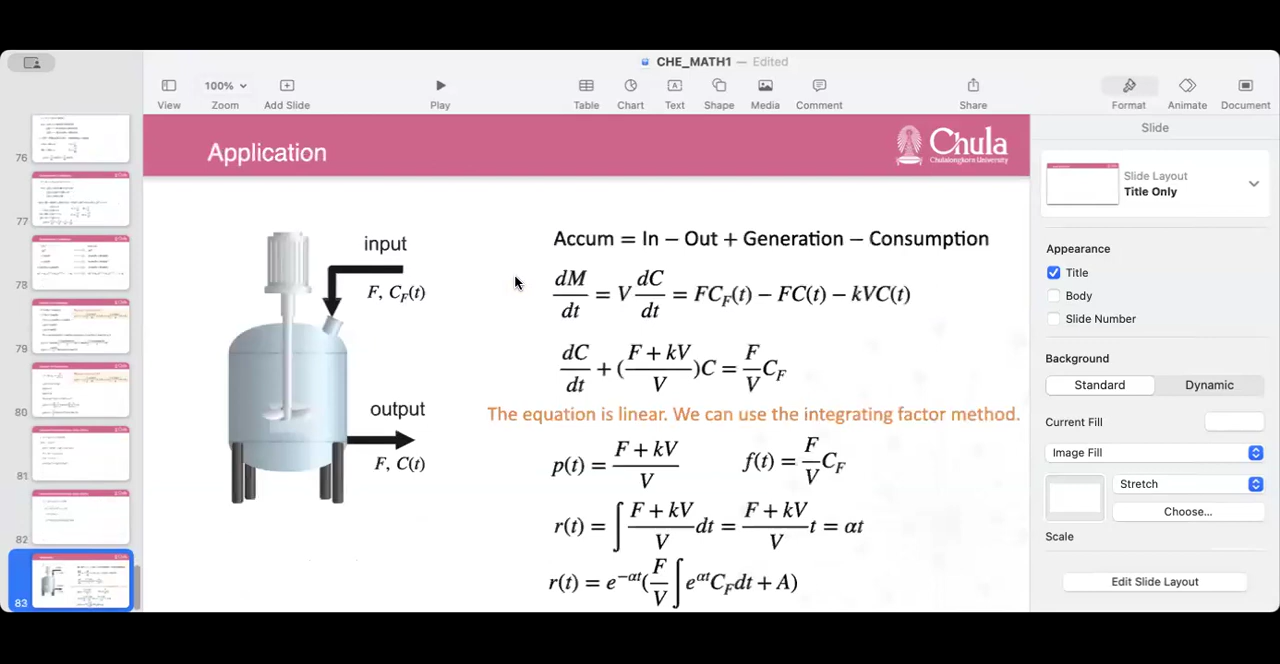 CHE_MATH1 — Edited
100%
View
Zoom
Add Slide
Play
Table
Chart
Text
Shape
Media
Comment
Share
Format
Animate
Document
76
77
78
79
80
81
82
83
Application
Chula
Chulalongkorn University
input
F, C_F(t)
output
F, C(t)
Accum = In − Out + Generation − Consumption
dM/dt = V dC/dt = FC_F(t) − FC(t) − kVC(t)
dC/dt + (F + kV/V)C = F/V C_F
The equation is linear. We can use the integrating factor method.
p(t) = F + kV/V f(t) = F/V C_F
r(t) = ∫ F + kV/V dt = F + kV/V t = αt
r(t) = e^{−αt}(F/V ∫ e^{αt}C_F dt + A)
Slide
Slide Layout
Title Only
Appearance
Title
Body
Slide Number
Background
Standard
Dynamic
Current Fill
Image Fill
Stretch
Choose...
Scale
Edit Slide Layout